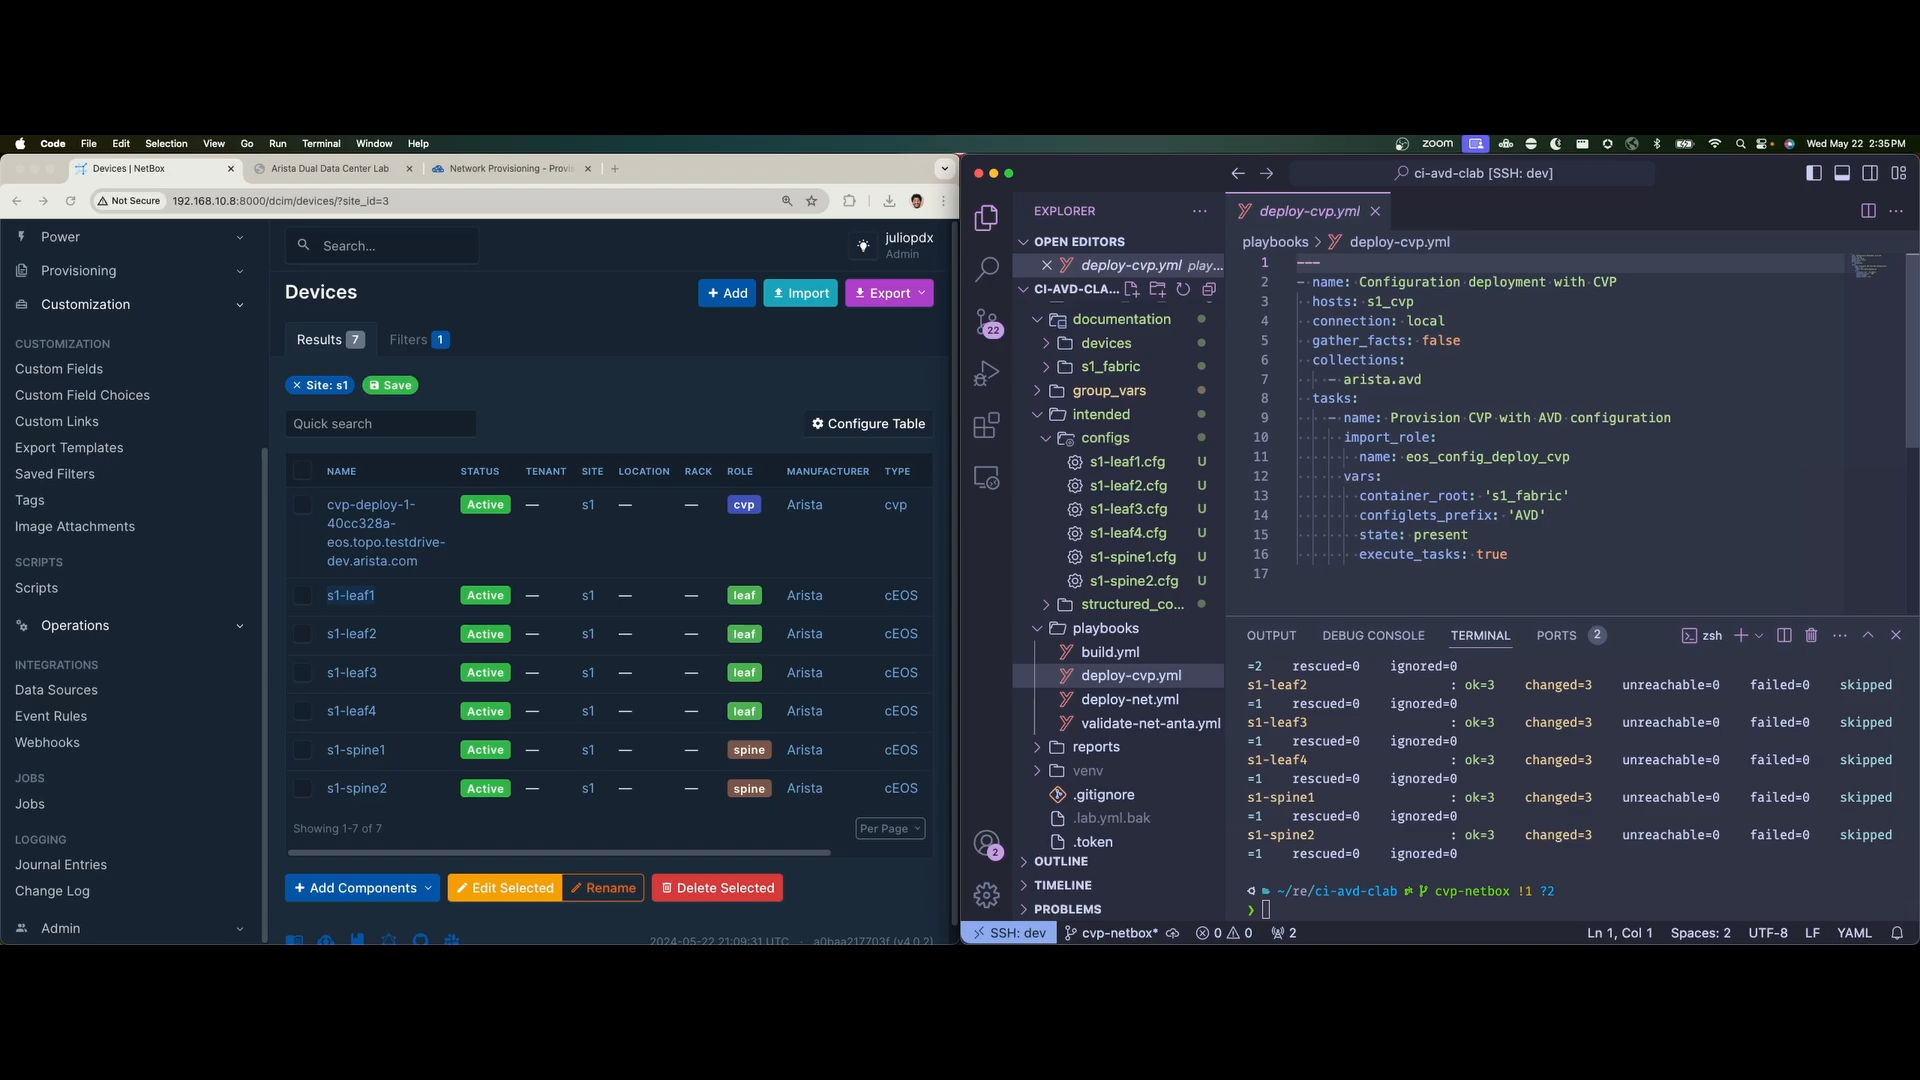 Code File Edit Selection View Go Run Terminal Window Help
zoom Wed May 22 2:35 PM
Devices | NetBox
Arista Dual Data Center Lab
Network Provisioning - Provis
Not Secure 192.168.10.8:8000/dcim/devices/?site_id=3
Power
Provisioning
Customization
CUSTOMIZATION
Custom Fields
Custom Field Choices
Custom Links
Export Templates
Saved Filters
Tags
Image Attachments
SCRIPTS
Scripts
Operations
INTEGRATIONS
Data Sources
Event Rules
Webhooks
JOBS
Jobs
LOGGING
Journal Entries
Change Log
Admin
Search...
juliopdx
Admin
Devices
+ Add Import Export
Results 7 Filters 1
× Site: s1 Save
Quick search Configure Table
NAME STATUS TENANT SITE LOCATION RACK ROLE MANUFACTURER TYPE
cvp-deploy-1- Active — s1 — — cvp Arista cvp
40cc328a-
eos.topo.testdrive-
dev.arista.com
s1-leaf1 Active — s1 — — leaf Arista cEOS
s1-leaf2 Active — s1 — — leaf Arista cEOS
s1-leaf3 Active — s1 — — leaf Arista cEOS
s1-leaf4 Active — s1 — — leaf Arista cEOS
s1-spine1 Active — s1 — — spine Arista cEOS
s1-spine2 Active — s1 — — spine Arista cEOS
Showing 1-7 of 7 Per Page
+ Add Components Edit Selected Rename Delete Selected
2024-05-22 21:09:31 UTC · a0baa217703f (v4.0.2)
ci-avd-clab [SSH: dev]
EXPLORER
OPEN EDITORS
deploy-cvp.yml play...
CI-AVD-CLA...
documentation
devices
s1_fabric
group_vars
intended
configs
s1-leaf1.cfg U
s1-leaf2.cfg U
s1-leaf3.cfg U
s1-leaf4.cfg U
s1-spine1.cfg U
s1-spine2.cfg U
structured_co...
playbooks
build.yml
deploy-cvp.yml
deploy-net.yml
validate-net-anta.yml
reports
venv
.gitignore
.lab.yml.bak
.token
OUTLINE
TIMELINE
PROBLEMS
22
2
deploy-cvp.yml
playbooks > deploy-cvp.yml
1 ---
2 - name: Configuration deployment with CVP
3 hosts: s1_cvp
4 connection: local
5 gather_facts: false
6 collections:
7 - arista.avd
8 tasks:
9 - name: Provision CVP with AVD configuration
10 import_role:
11 name: eos_config_deploy_cvp
12 vars:
13 container_root: 's1_fabric'
14 configlets_prefix: 'AVD'
15 state: present
16 execute_tasks: true
17
OUTPUT DEBUG CONSOLE TERMINAL PORTS 2 zsh
=2 rescued=0 ignored=0
s1-leaf2 : ok=3 changed=3 unreachable=0 failed=0 skipped
=1 rescued=0 ignored=0
s1-leaf3 : ok=3 changed=3 unreachable=0 failed=0 skipped
=1 rescued=0 ignored=0
s1-leaf4 : ok=3 changed=3 unreachable=0 failed=0 skipped
=1 rescued=0 ignored=0
s1-spine1 : ok=3 changed=3 unreachable=0 failed=0 skipped
=1 rescued=0 ignored=0
s1-spine2 : ok=3 changed=3 unreachable=0 failed=0 skipped
=1 rescued=0 ignored=0
~/re/ci-avd-clab cvp-netbox !1 ?2
❯
SSH: dev cvp-netbox* 0 0 2 Ln 1, Col 1 Spaces: 2 UTF-8 LF YAML